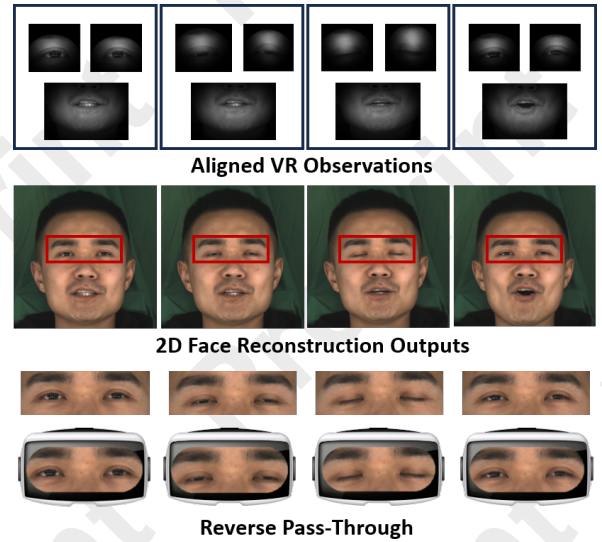 Aligned VR Observations
2D Face Reconstruction Outputs
Reverse Pass-Through